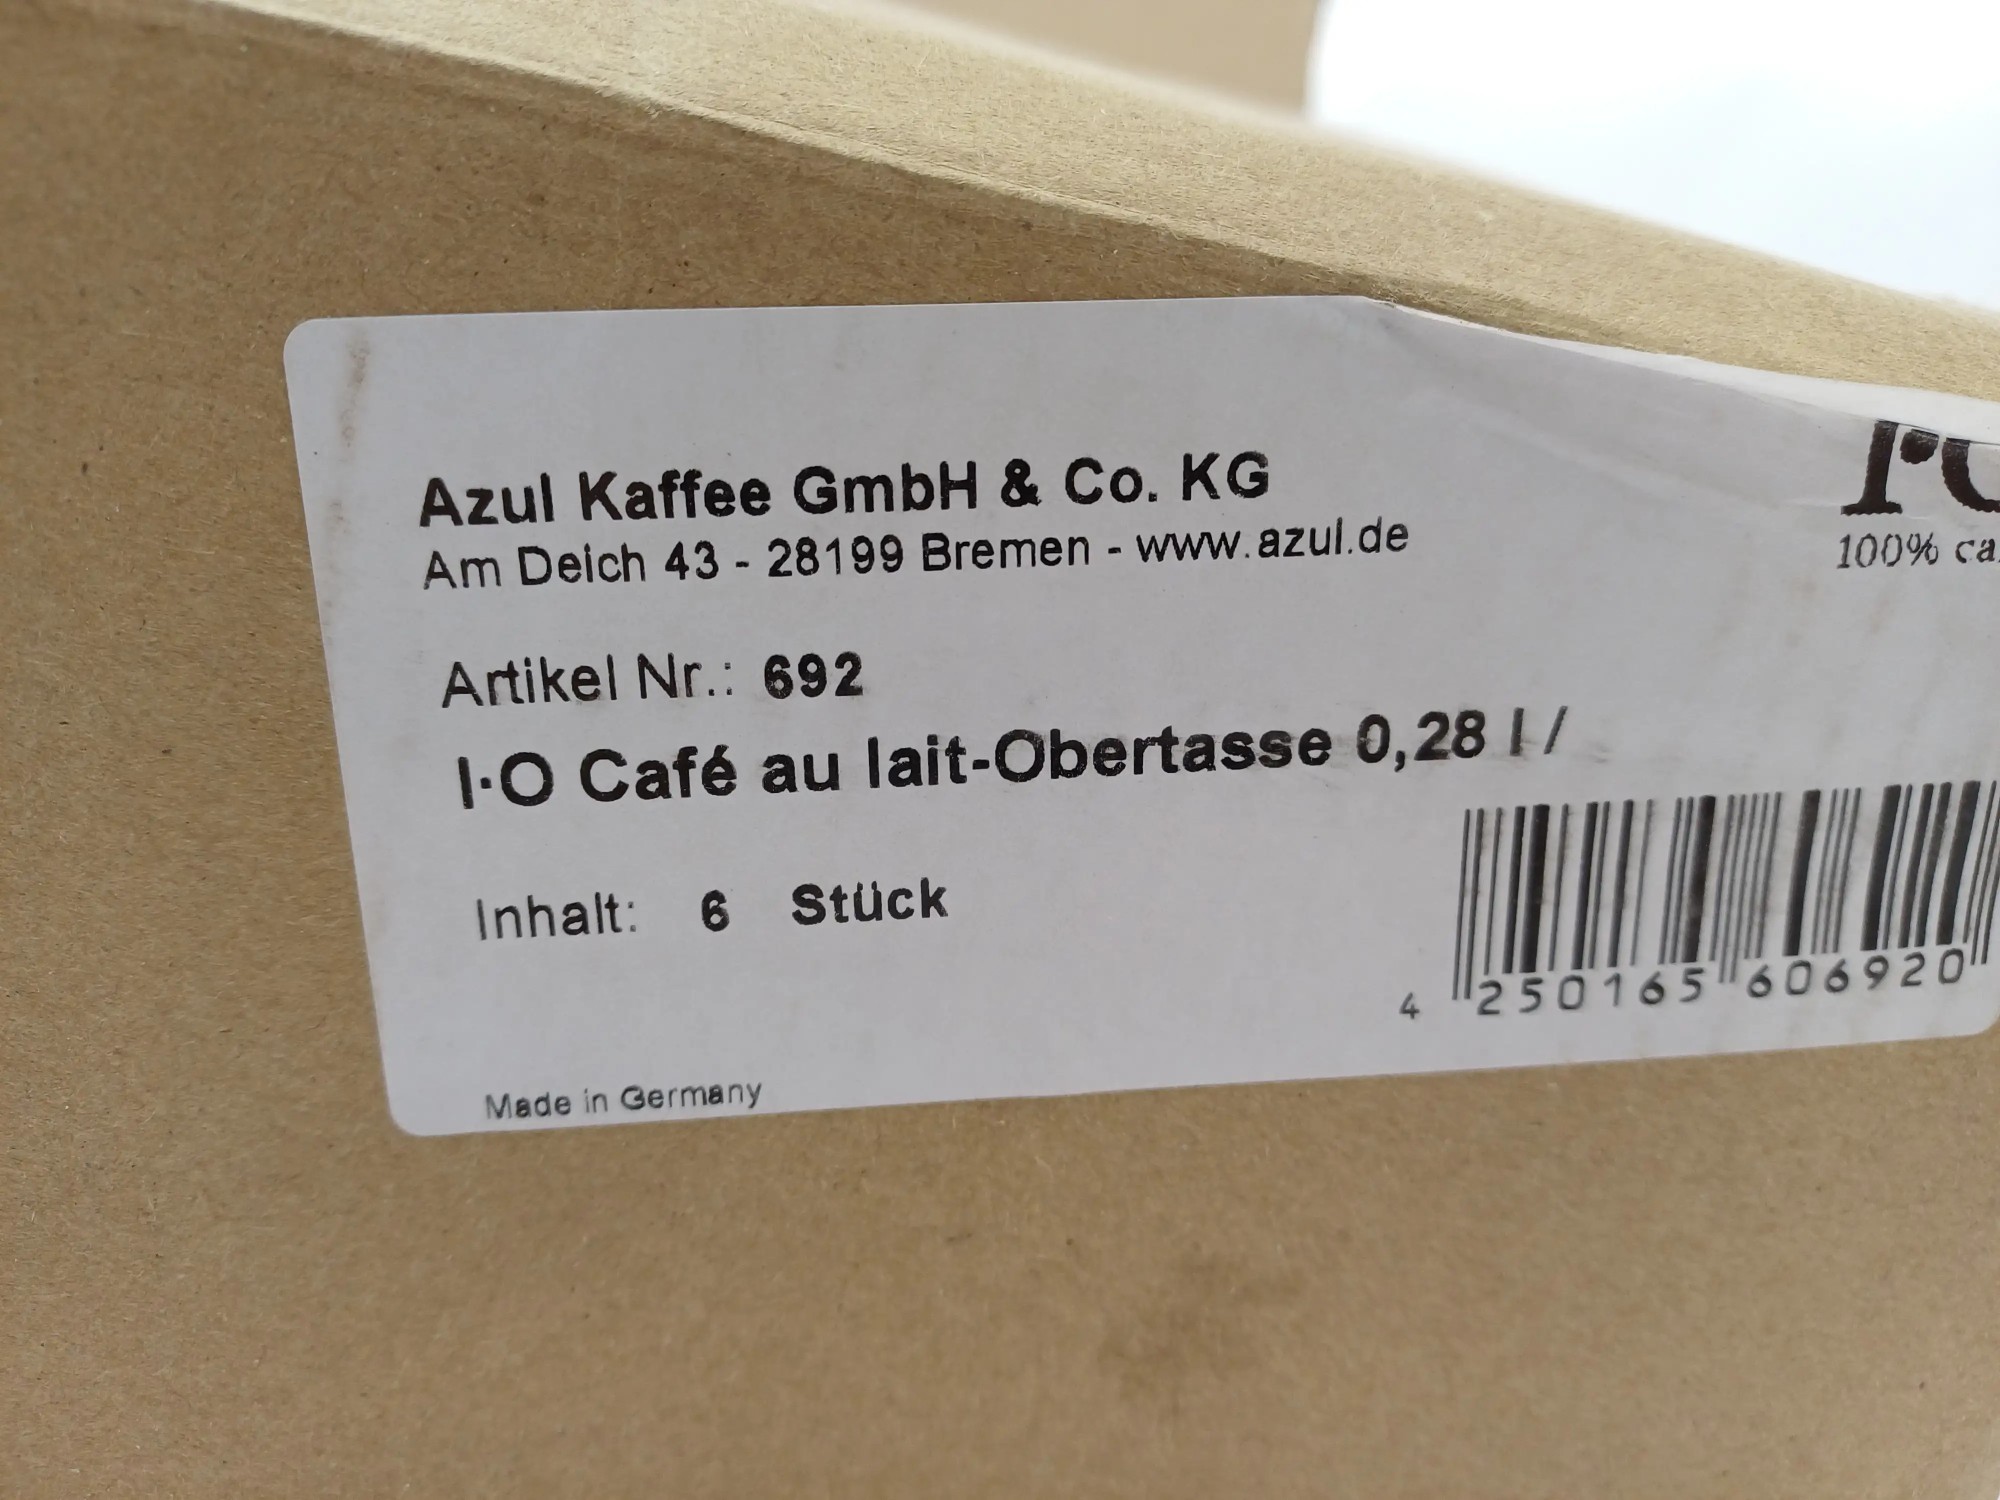 Azul Kaffee GmbH & Co. KG
Am Deich 43 - 28199 Bremen - www.azul.de
100%
Artikel Nr.: 692
I·O Café au lait-Obertasse 0,28 l /
Inhalt: 6 Stück
4 250165 606920
Made in Germany